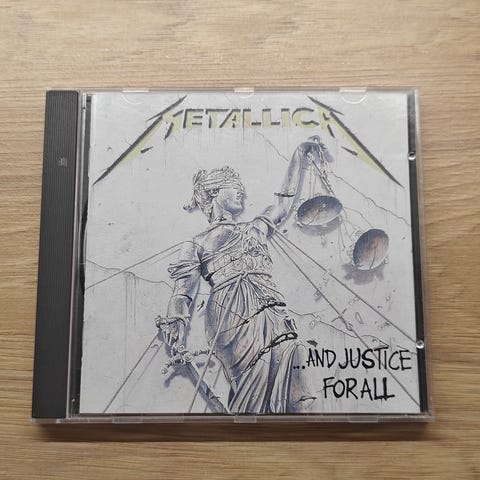 METALLICA
...AND JUSTICE
FOR ALL